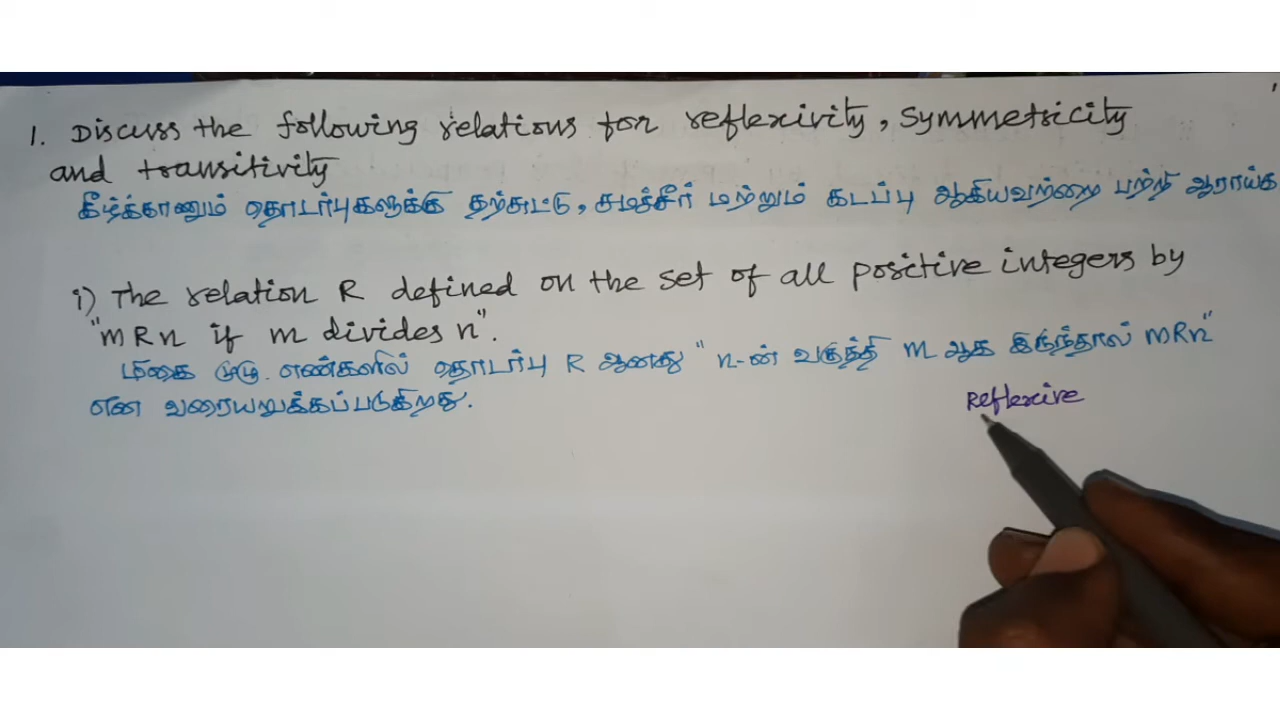 1. Discuss the following relations for reflexivity, symmetricity
and transitivity
கீழ்க்காணும் தொடர்புகளுக்கு தற்சுட்டு, சமச்சீர் மற்றும் கடப்பு ஆகியவற்றை பற்றி ஆராய்க
i) The relation R defined on the set of all positive integers by
"mRn if m divides n".
மிகை முழு எண்களில் தொடர்பு R ஆனது "n-ன் வகுத்தி m ஆக இருந்தால் mRn"
என வரையறுக்கப்படுகிறது.
Reflexive